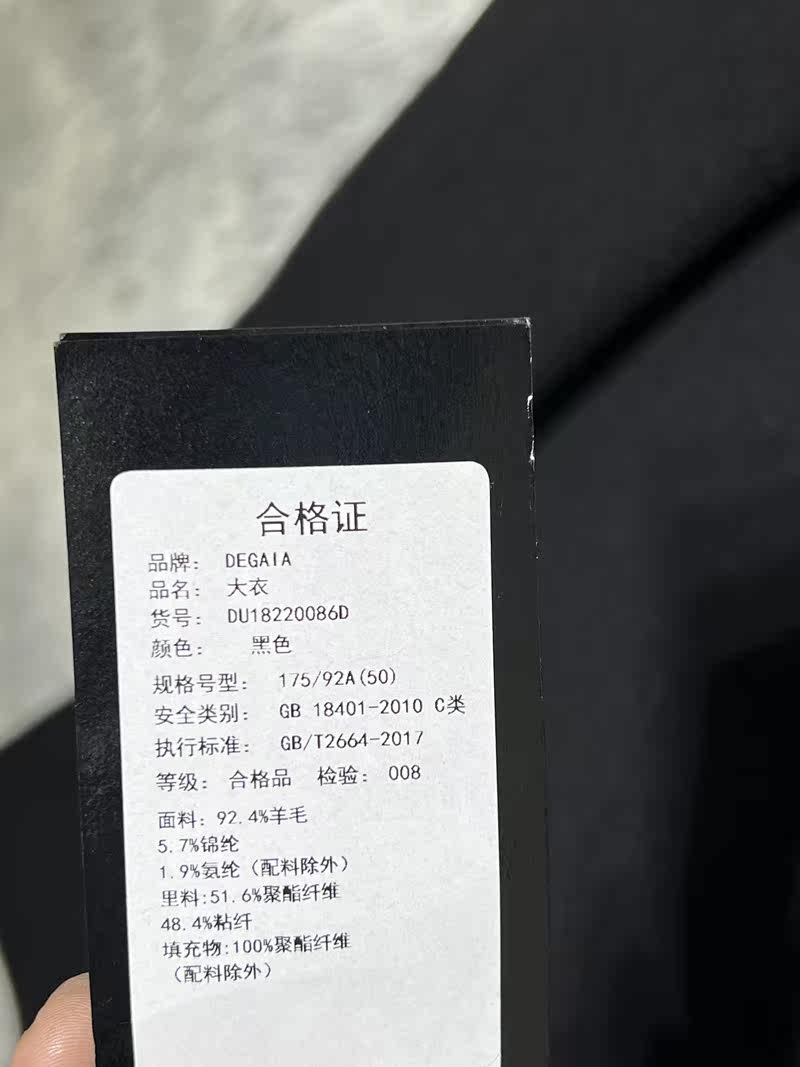 合格证
品牌: DEGAIA
品名: 大衣
货号: DU18220086D
颜色: 黑色
规格号型: 175/92A(50)
安全类别: GB 18401-2010 C类
执行标准: GB/T2664-2017
等级: 合格品 检验: 008
面料: 92.4%羊毛
5.7%锦纶
1.9%氨纶（配料除外）
里料:51.6%聚酯纤维
48.4%粘纤
填充物:100%聚酯纤维
（配料除外）